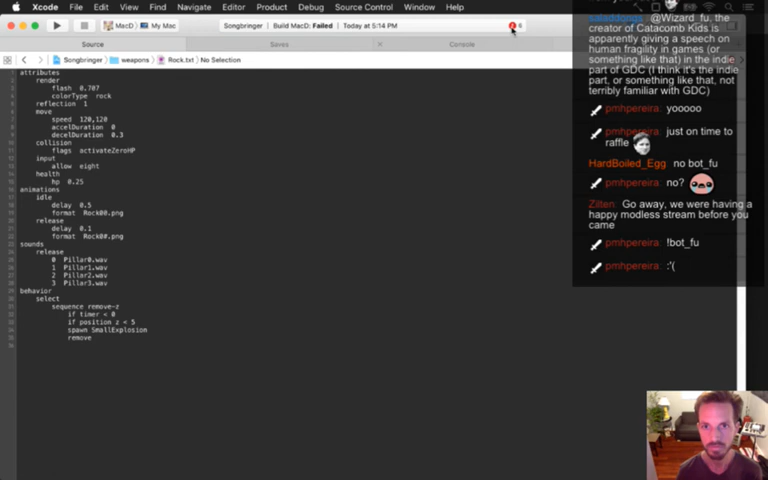 Xcode File Edit View Find Navigate Editor Product Debug Source Control Window Help
MacD My Mac Songbringer Build MacD: Failed Today at 5:14 PM 6
Source Saves Console
Songbringer weapons Rock.txt No Selection
attributes
render
flash 0.707
colorType rock
reflection 1
move
speed 120,120
accelDuration 0
decelDuration 0.3
collision
flags activateZeroHP
input
allow eight
health
hp 0.25
animations
idle
delay 0.5
format Rock00.png
release
delay 0.1
format Rock0#.png
sounds
release
0 Pillar0.wav
1 Pillar1.wav
2 Pillar2.wav
3 Pillar3.wav
behavior
select
sequence remove-z
if timer < 0
if position z < 5
spawn SmallExplosion
remove
@Wizard_fu, the
creator of Catacomb Kids is
apparently giving a speech on
human fragility in games (or
something like that) in the indie
part of GDC (I think it's the indie
part, or something like that, not
terribly familiar with GDC)
pmhpereira: yooooo
pmhpereira: just on time to
raffle
HardBoiled_Egg: no bot_fu
pmhpereira: no?
Zilten: Go away, we were having a
happy modless stream before you
came
pmhpereira: !bot_fu
pmhpereira: :'(